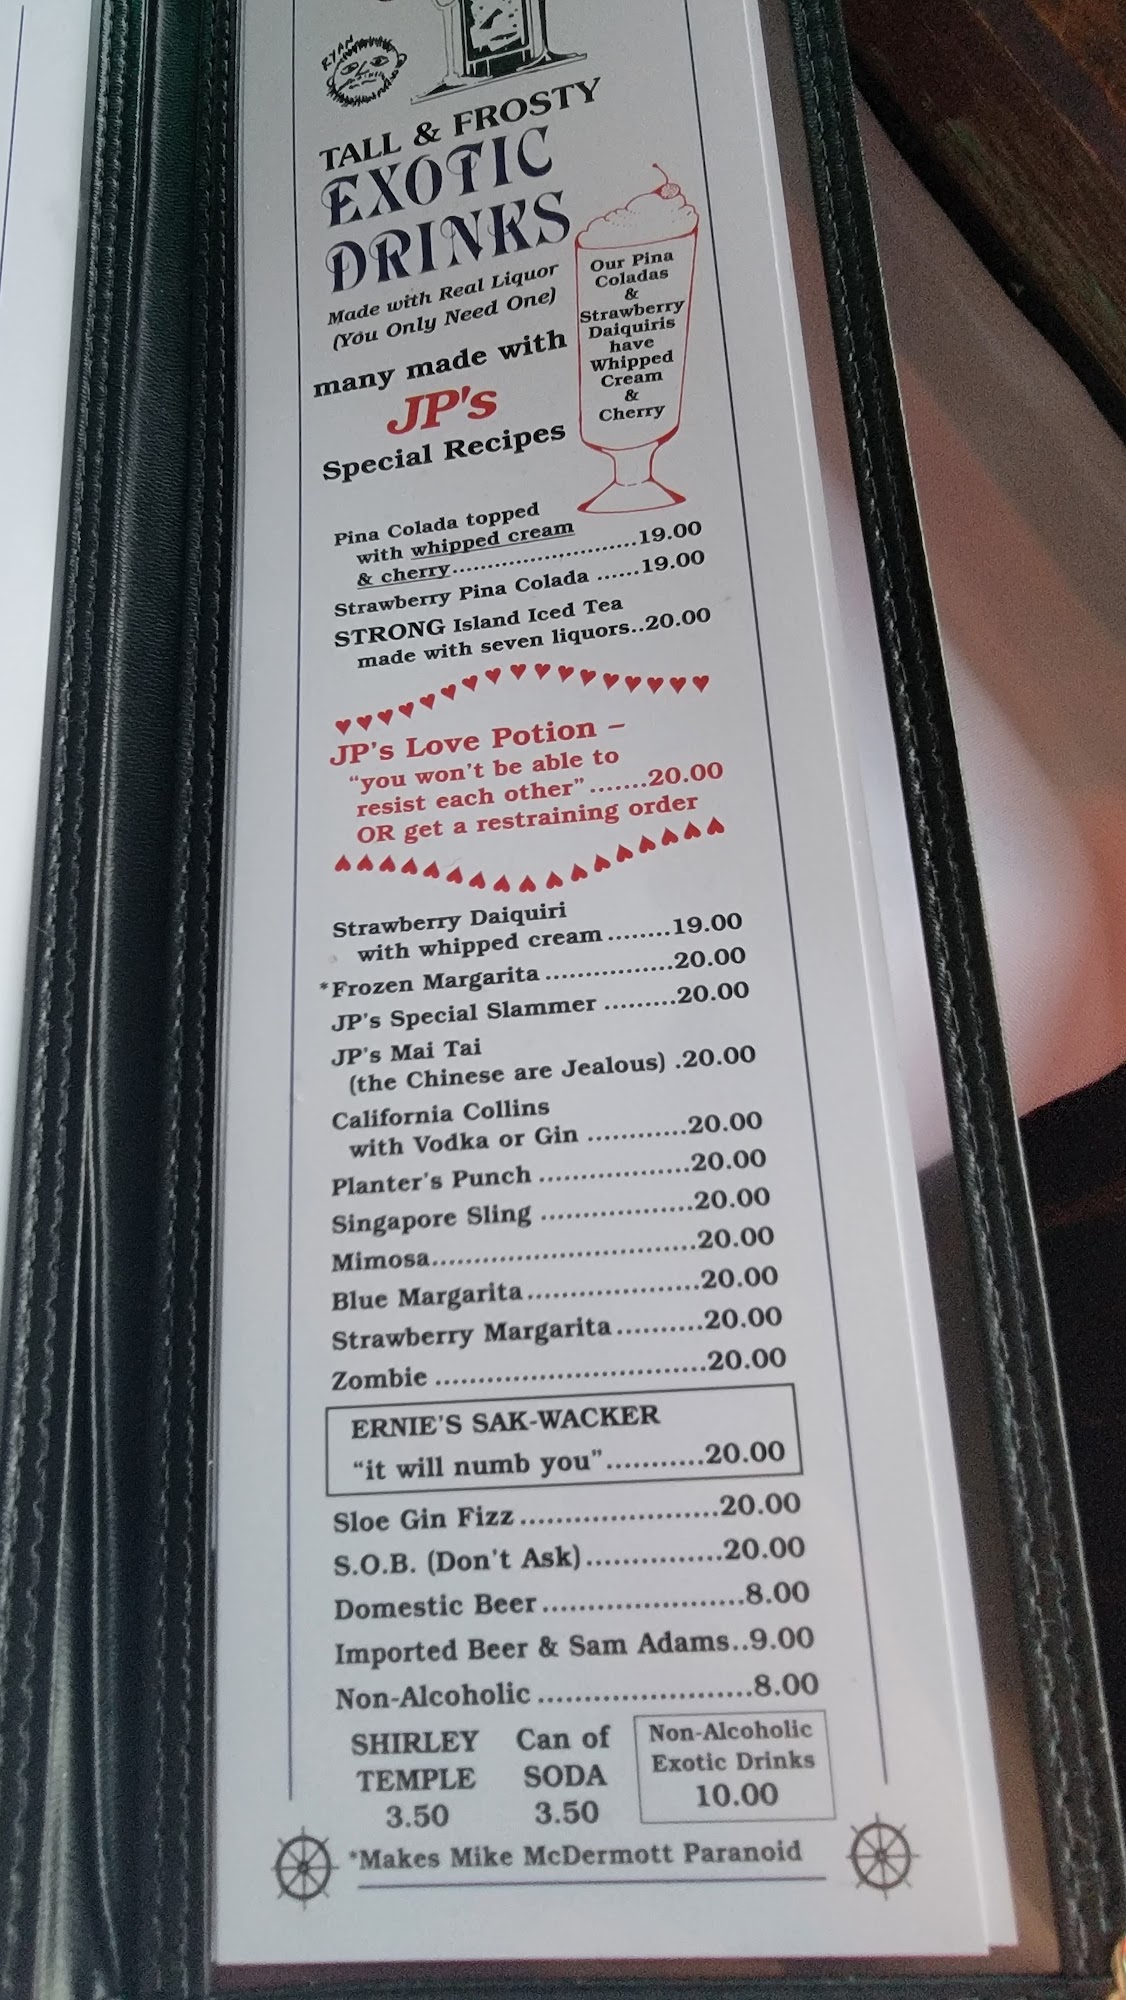 RYAN
TALL & FROSTY
EXOTIC
DRINKS
Made with Real Liquor
(You Only Need One)
many made with
JP's
Special Recipes
Our Pina
Coladas
&
Strawberry
Daiquiris
have
Whipped
Cream
&
Cherry
Pina Colada topped
with whipped cream
& cherry..........................19.00
Strawberry Pina Colada ......19.00
STRONG Island Iced Tea
made with seven liquors..20.00
JP's Love Potion –
"you won't be able to
resist each other" .......20.00
OR get a restraining order
Strawberry Daiquiri
with whipped cream ........19.00
*Frozen Margarita ................20.00
JP's Special Slammer .........20.00
JP's Mai Tai
(the Chinese are Jealous) .20.00
California Collins
with Vodka or Gin ............20.00
Planter's Punch ..................20.00
Singapore Sling ..................20.00
Mimosa...............................20.00
Blue Margarita....................20.00
Strawberry Margarita..........20.00
Zombie ...............................20.00
ERNIE'S SAK-WACKER
"it will numb you"...........20.00
Sloe Gin Fizz ......................20.00
S.O.B. (Don't Ask)...............20.00
Domestic Beer......................8.00
Imported Beer & Sam Adams..9.00
Non-Alcoholic .......................8.00
SHIRLEY
TEMPLE
3.50
Can of
SODA
3.50
Non-Alcoholic
Exotic Drinks
10.00
*Makes Mike McDermott Paranoid